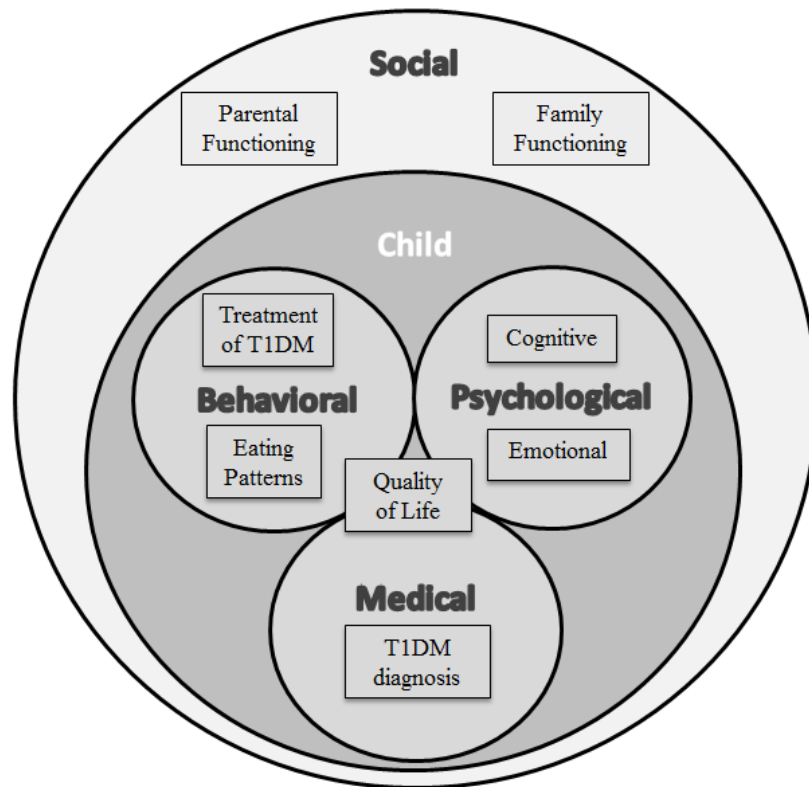 Social
Parental
Functioning
Family
Functioning
Child
Treatment
of T1DM
Behavioral
Eating
Patterns
Cognitive
Psychological
Emotional
Quality
of Life
Medical
T1DM
diagnosis